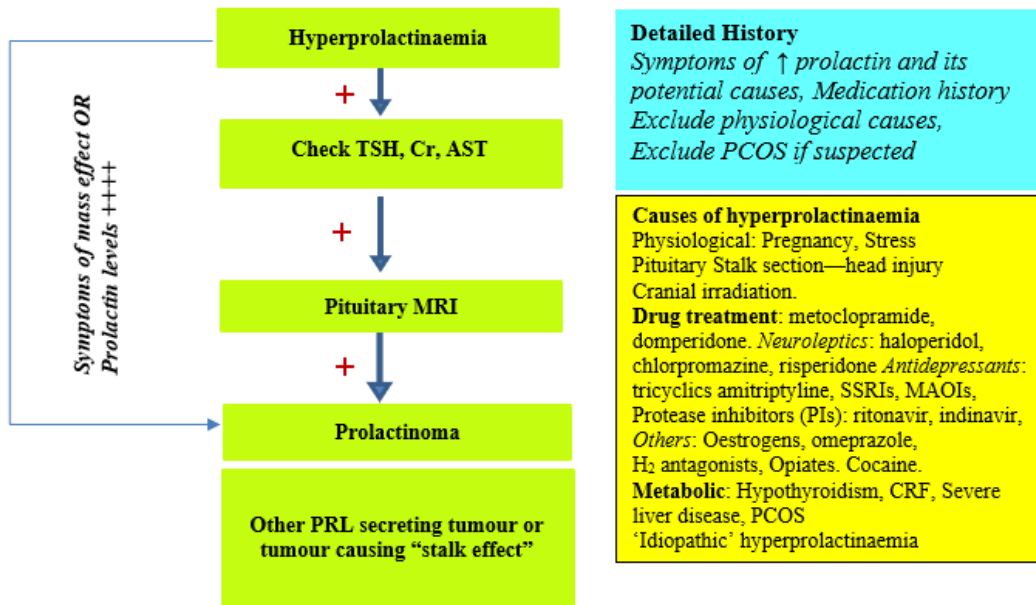 Hyperprolactinaemia
+
Check TSH, Cr, AST
+
Pituitary MRI
+
Prolactinoma
Other PRL secreting tumour or
tumour causing “stalk effect”
Symptoms of mass effect OR
Prolactin levels ++++
Detailed History
Symptoms of ↑ prolactin and its
potential causes, Medication history
Exclude physiological causes,
Exclude PCOS if suspected
Causes of hyperprolactinaemia
Physiological: Pregnancy, Stress
Pituitary Stalk section—head injury
Cranial irradiation.
Drug treatment: metoclopramide,
domperidone. Neuroleptics: haloperidol,
chlorpromazine, risperidone Antidepressants:
tricyclics amitriptyline, SSRIs, MAOIs,
Protease inhibitors (PIs): ritonavir, indinavir,
Others: Oestrogens, omeprazole,
H₂ antagonists, Opiates. Cocaine.
Metabolic: Hypothyroidism, CRF, Severe
liver disease, PCOS
‘Idiopathic’ hyperprolactinaemia